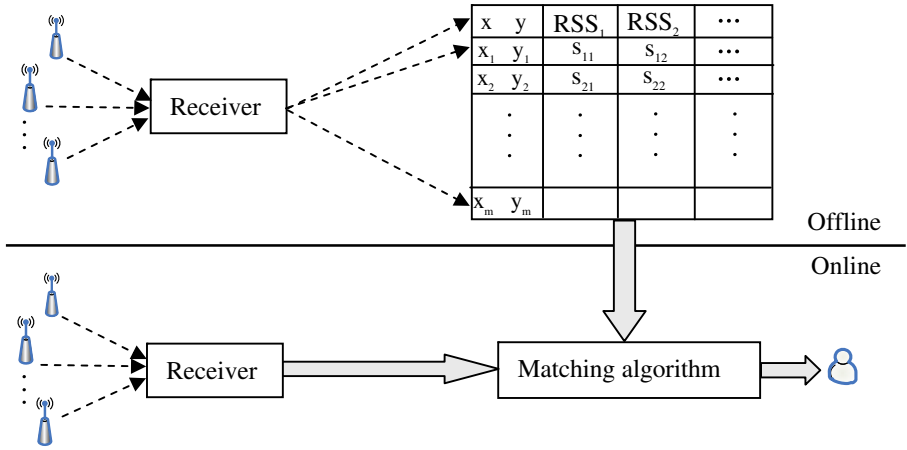 x y RSS₁ RSS₂ ...
x₁ y₁ s₁₁ s₁₂ ...
x₂ y₂ s₂₁ s₂₂ ...
Receiver
xₘ yₘ
Offline
Online
Receiver
Matching algorithm